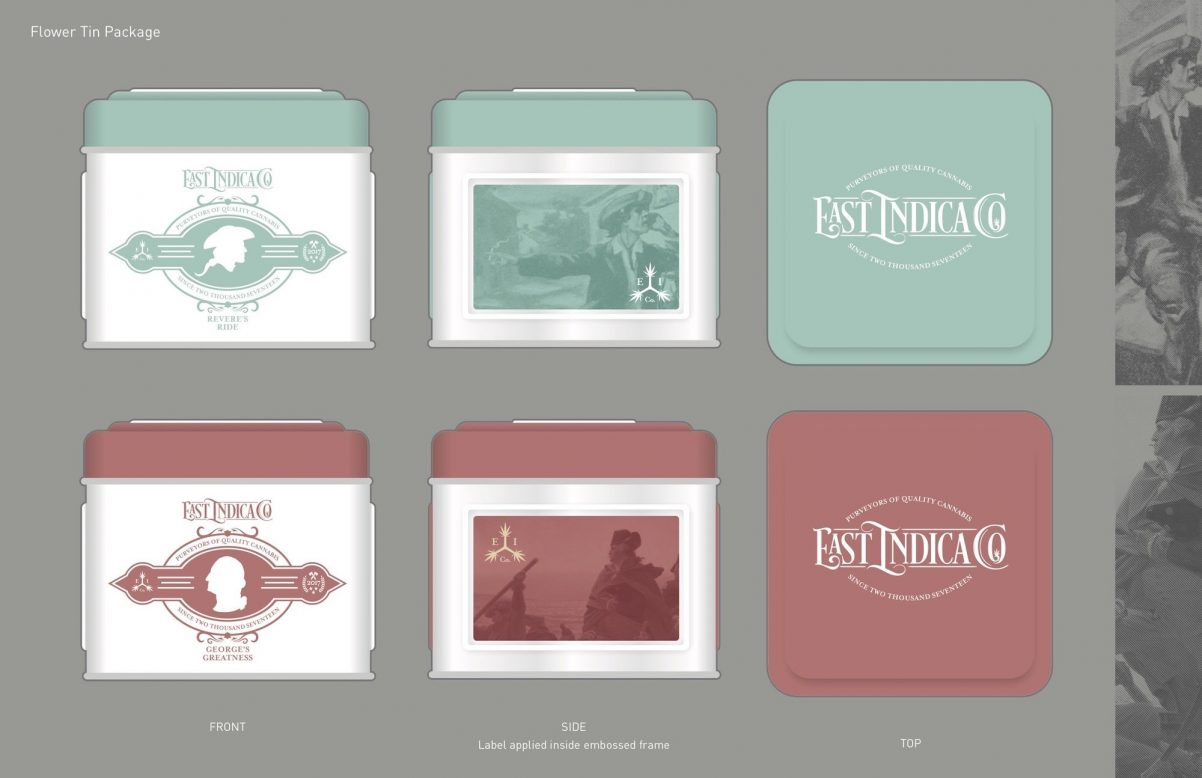 Flower Tin Package
EAST INDICA CO
PURVEYORS OF QUALITY CANNABIS
E I
Co.
2017
SINCE TWO THOUSAND SEVENTEEN
REVERE'S
RIDE
E I
Co.
PURVEYORS OF QUALITY CANNABIS
EAST INDICA CO
SINCE TWO THOUSAND SEVENTEEN
EAST INDICA CO
PURVEYORS OF QUALITY CANNABIS
E I
Co.
2017
SINCE TWO THOUSAND SEVENTEEN
GEORGE'S
GREATNESS
E I
Co.
PURVEYORS OF QUALITY CANNABIS
EAST INDICA CO
SINCE TWO THOUSAND SEVENTEEN
FRONT
SIDE
Label applied inside embossed frame
TOP